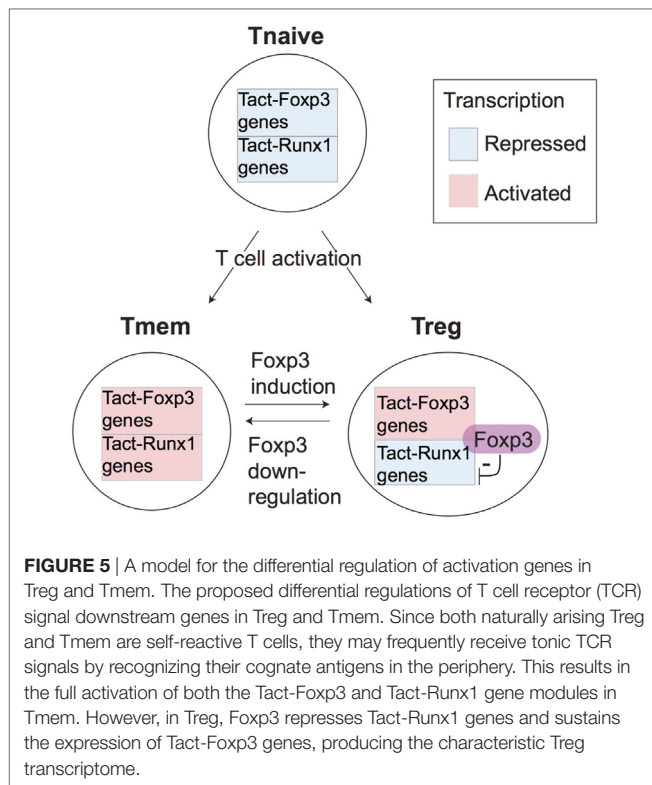 Tnaive
Tact-Foxp3
genes
Tact-Runx1
genes
Transcription
Repressed
Activated
T cell activation
Tmem
Treg
Tact-Foxp3
genes
Tact-Runx1
genes
Foxp3
induction
Foxp3
down-
regulation
Tact-Foxp3
genes
Foxp3
Tact-Runx1
genes
-
FIGURE 5 | A model for the differential regulation of activation genes in
Treg and Tmem. The proposed differential regulations of T cell receptor (TCR)
signal downstream genes in Treg and Tmem. Since both naturally arising Treg
and Tmem are self-reactive T cells, they may frequently receive tonic TCR
signals by recognizing their cognate antigens in the periphery. This results in
the full activation of both the Tact-Foxp3 and Tact-Runx1 gene modules in
Tmem. However, in Treg, Foxp3 represses Tact-Runx1 genes and sustains
the expression of Tact-Foxp3 genes, producing the characteristic Treg
transcriptome.